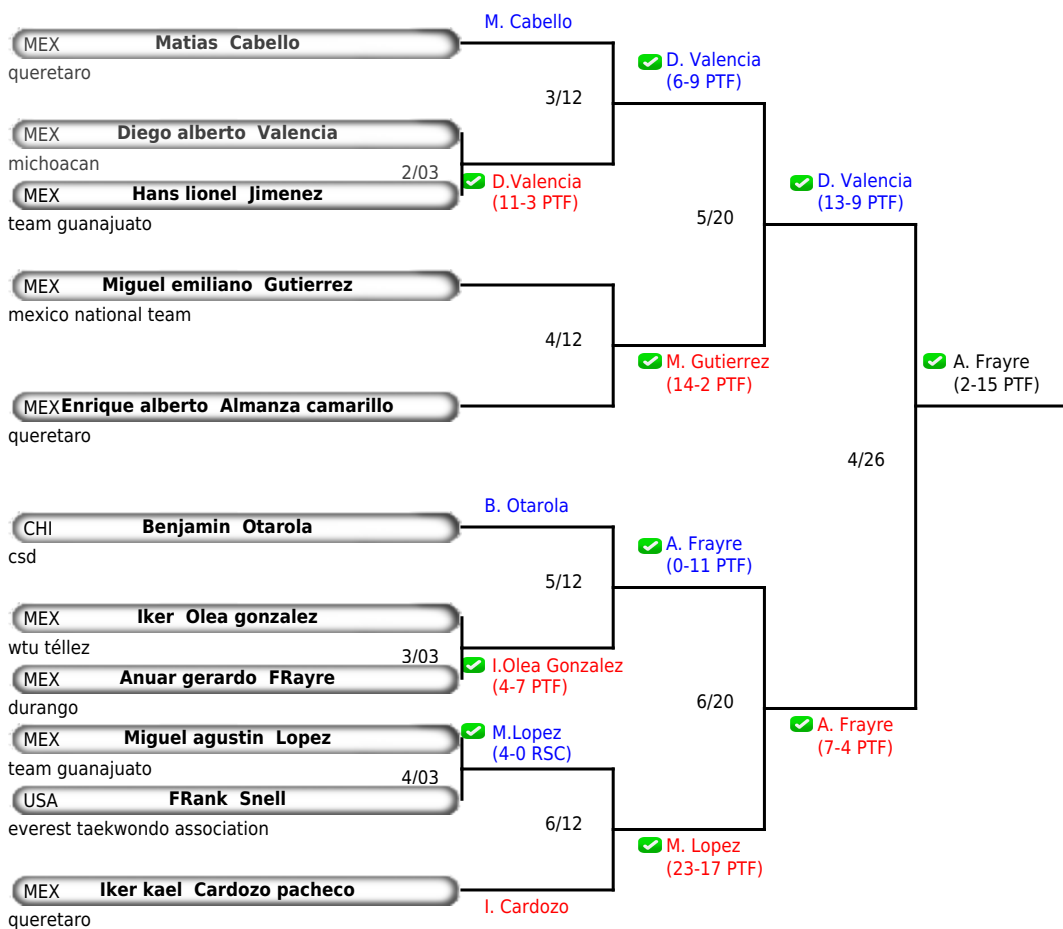 M. Cabello
MEX Matias Cabello
queretaro
D. Valencia
(6-9 PTF)
3/12
MEX Diego alberto Valencia
michoacan
2/03
MEX Hans lionel Jimenez
team guanajuato
D.Valencia
(11-3 PTF)
D. Valencia
(13-9 PTF)
5/20
MEX Miguel emiliano Gutierrez
mexico national team
4/12
M. Gutierrez
(14-2 PTF)
A. Frayre
(2-15 PTF)
MEX Enrique alberto Almanza camarillo
queretaro
4/26
B. Otarola
CHI Benjamin Otarola
csd
A. Frayre
(0-11 PTF)
5/12
MEX Iker Olea gonzalez
wtu téllez
3/03
MEX Anuar gerardo FRayre
durango
I.Olea Gonzalez
(4-7 PTF)
6/20
A. Frayre
(7-4 PTF)
MEX Miguel agustin Lopez
team guanajuato
M.Lopez
(4-0 RSC)
4/03
USA FRank Snell
everest taekwondo association
6/12
M. Lopez
(23-17 PTF)
MEX Iker kael Cardozo pacheco
queretaro
I. Cardozo